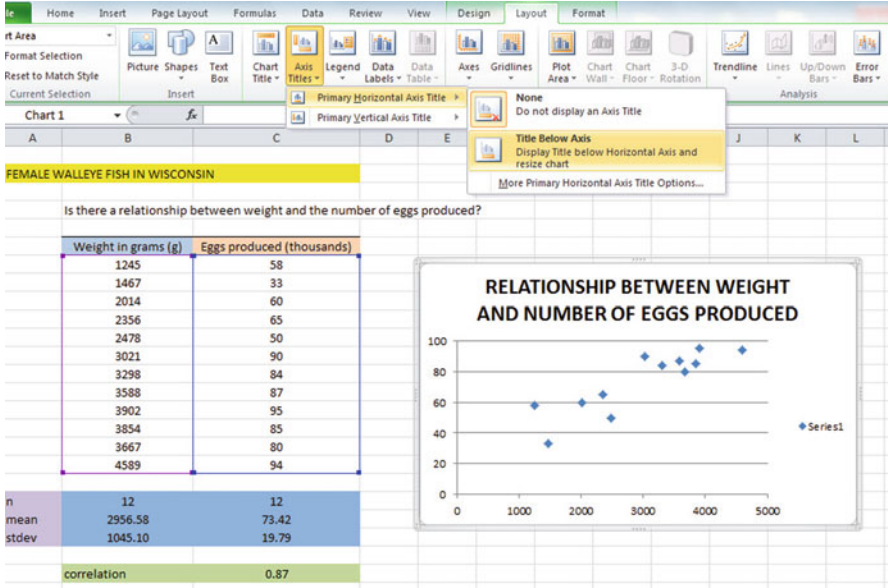 le Home Insert Page Layout Formulas Data Review View Design Layout Format
rt Area
Format Selection
Reset to Match Style
Current Selection
Picture Shapes Text Box
Insert
Chart Title Axis Titles Legend Data Labels Data Table
Axes Gridlines
Plot Area Chart Wall Chart Floor 3-D Rotation
Trendline Lines Up/Down Bars Error Bars
Analysis
Primary Horizontal Axis Title
Primary Vertical Axis Title
None
Do not display an Axis Title
Title Below Axis
Display Title below Horizontal Axis and
resize chart
More Primary Horizontal Axis Title Options...
Chart 1 fx
A B C D E J K L
FEMALE WALLEYE FISH IN WISCONSIN
Is there a relationship between weight and the number of eggs produced?
Weight in grams (g) Eggs produced (thousands)
1245 58
1467 33
2014 60
2356 65
2478 50
3021 90
3298 84
3588 87
3902 95
3854 85
3667 80
4589 94
n 12 12
mean 2956.58 73.42
stdev 1045.10 19.79
correlation 0.87
RELATIONSHIP BETWEEN WEIGHT
AND NUMBER OF EGGS PRODUCED
100
80
60
40
20
0
0 1000 2000 3000 4000 5000
Series1